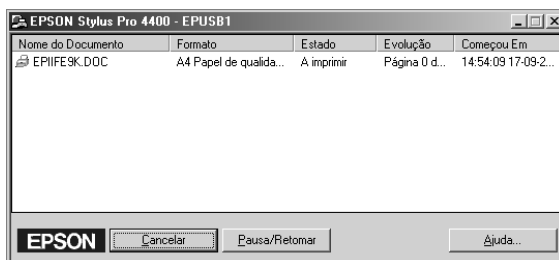 EPSON Stylus Pro 4400 - EPUSB1
Nome do Documento Formato Estado Evolução Começou Em
EPIIFE9K.DOC A4 Papel de qualida... A imprimir Página 0 d... 14:54:09 17-09-2...
EPSON Cancelar Pausa/Retomar Ajuda...